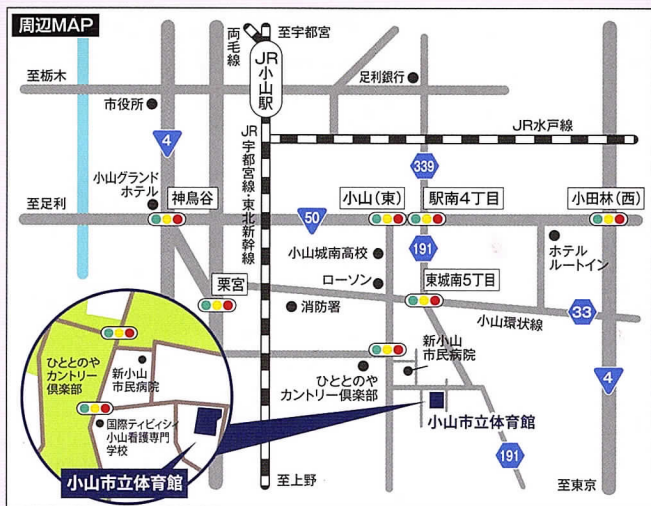 周辺MAP
両毛線
至宇都宮
JR小山駅
足利銀行
至栃木
市役所
JR水戸線
4
JR宇都宮線・東北新幹線
339
小山グランド
ホテル
神鳥谷
小山(東)
駅南4丁目
小田林(西)
至足利
50
191
小山城南高校
ホテル
ルートイン
ローソン
東城南5丁目
栗宮
消防署
小山環状線
33
新小山
市民病院
ひととのや
カントリー倶楽部
4
小山市立体育館
191
至上野
至東京
ひととのや
カントリー
倶楽部
新小山
市民病院
国際ティビィシィ
小山看護専門
学校
小山市立体育館